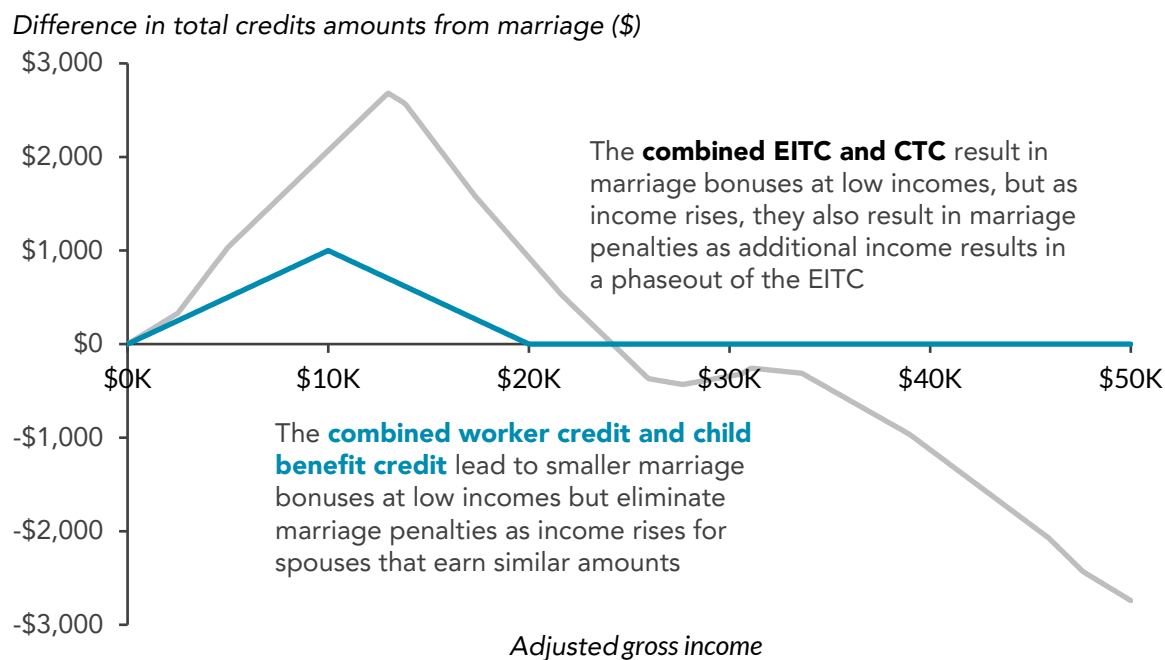 Difference in total credits amounts from marriage ($)
$3,000
$2,000
The combined EITC and CTC result in
marriage bonuses at low incomes, but as
income rises, they also result in marriage
penalties as additional income results in
a phaseout of the EITC
$1,000
$0
$0K
$10K
$20K
$30K
$40K
$50K
-$1,000
The combined worker credit and child
benefit credit lead to smaller marriage
bonuses at low incomes but eliminate
marriage penalties as income rises for
spouses that earn similar amounts
-$2,000
-$3,000
Adjusted gross income